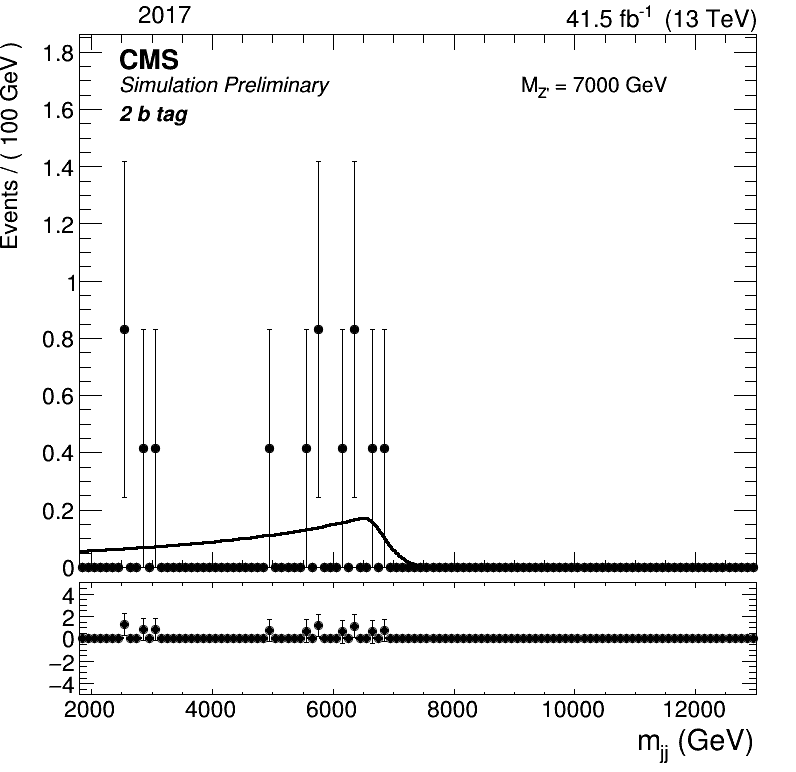 2017
41.5 fb⁻¹ (13 TeV)
CMS
Simulation Preliminary
M_Z' = 7000 GeV
2 b tag
Events / ( 100 GeV )
1.8
1.6
1.4
1.2
1
0.8
0.6
0.4
0.2
0
4
2
0
−2
−4
2000 4000 6000 8000 10000 12000
m_jj (GeV)